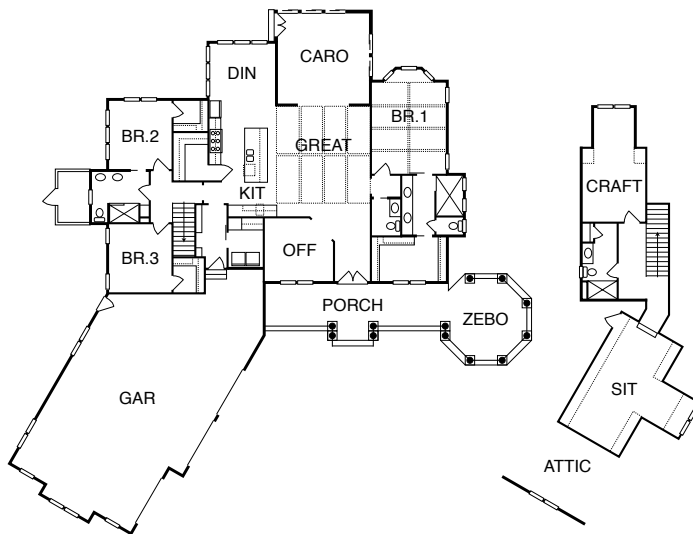 DIN
CARO
BR.2
GREAT
BR.1
KIT
CRAFT
BR.3
OFF
PORCH
ZEBO
GAR
SIT
ATTIC